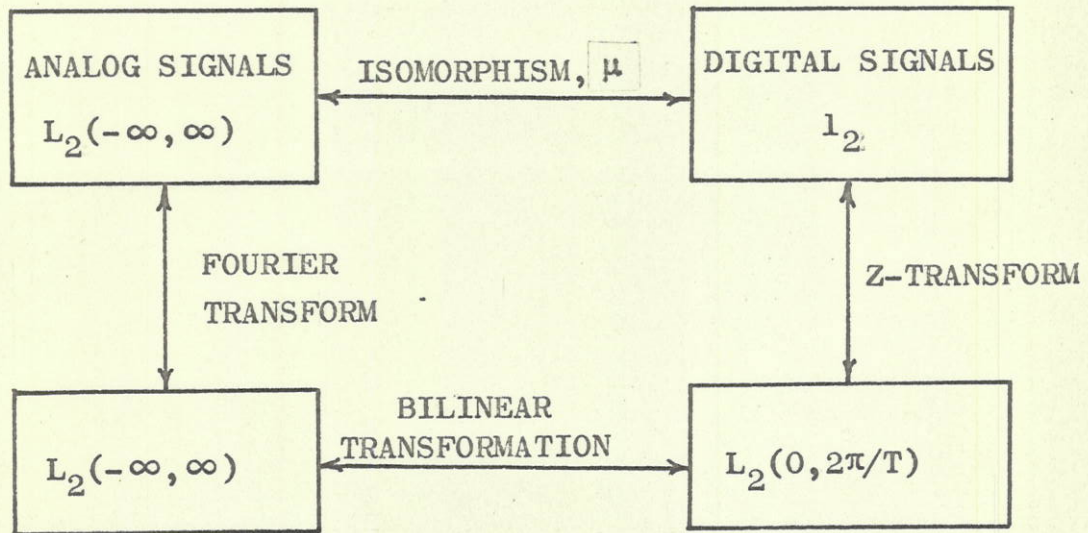 ANALOG SIGNALS
L₂(-∞,∞)
ISOMORPHISM, μ
DIGITAL SIGNALS
l₂
FOURIER
TRANSFORM
Z-TRANSFORM
L₂(-∞,∞)
BILINEAR
TRANSFORMATION
L₂(0,2π/T)